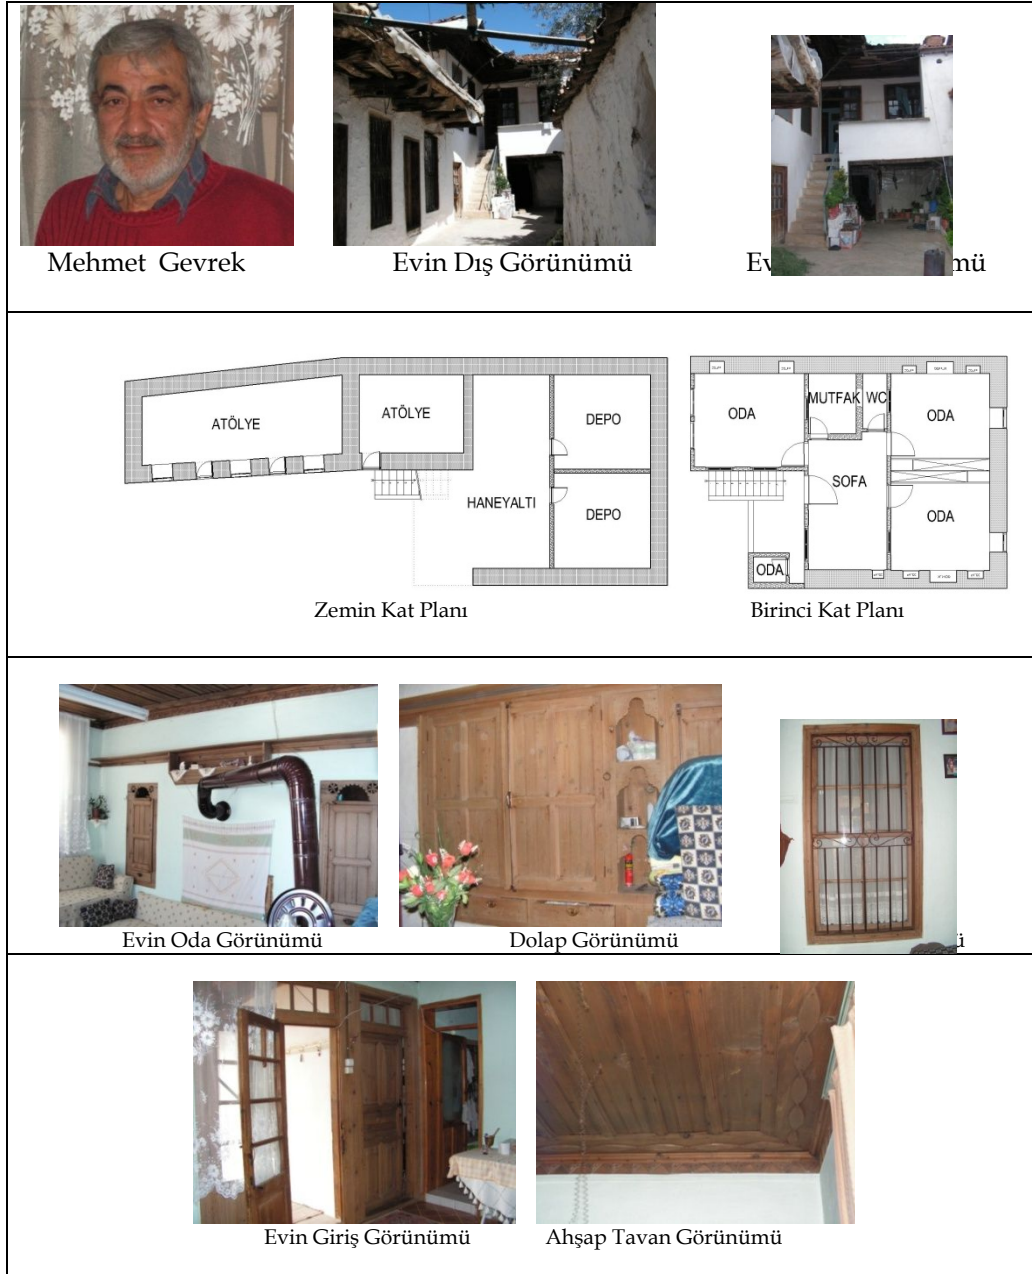 Mehmet Gevrek
Evin Dış Görünümü
Ev mü
ATÖLYE
ATÖLYE
DEPO
HANEYALTI
DEPO
ODA
MUTFAK
WC
ODA
SOFA
ODA
ODA
Zemin Kat Planı
Birinci Kat Planı
Evin Oda Görünümü
Dolap Görünümü
ü
Evin Giriş Görünümü
Ahşap Tavan Görünümü